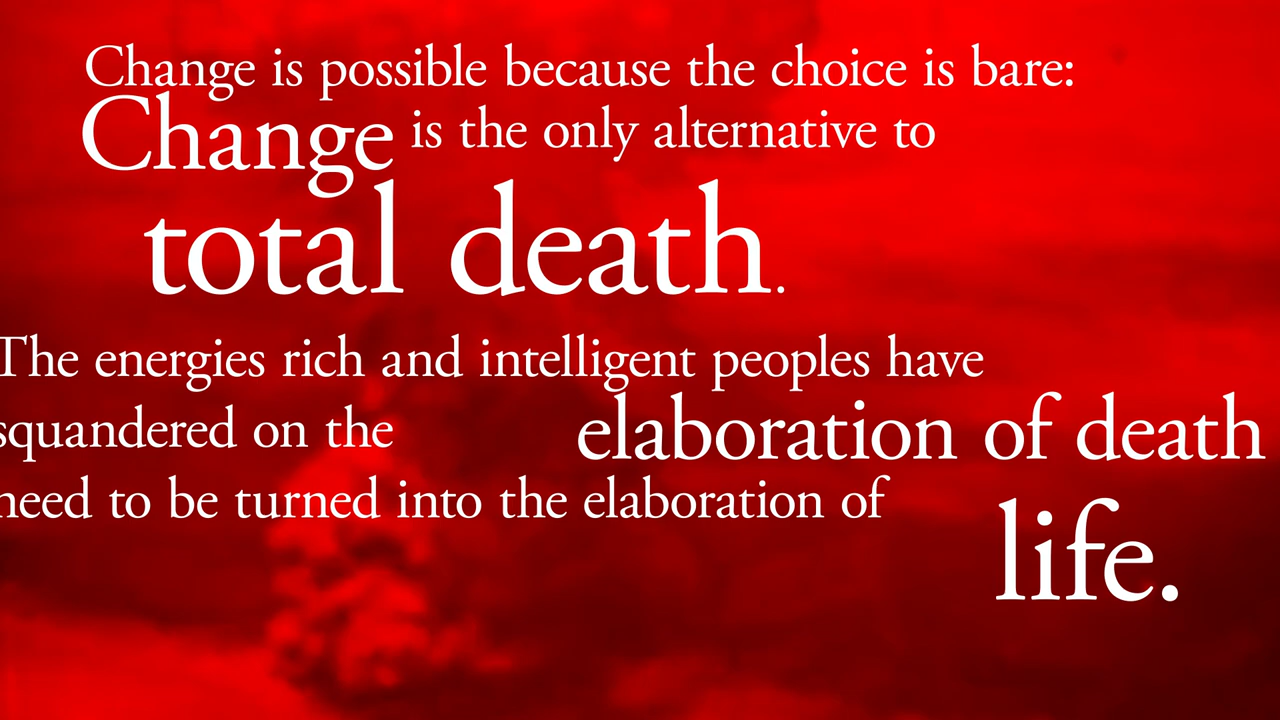 Change is possible because the choice is bare:
Change is the only alternative to
total death.
The energies rich and intelligent peoples have
squandered on the elaboration of death
need to be turned into the elaboration of
life.